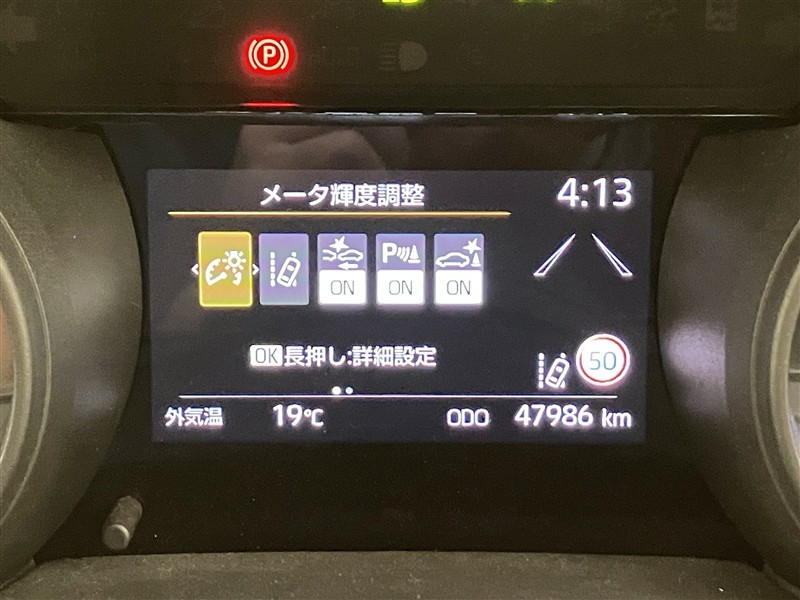 P
メータ輝度調整 4:13
P
ON ON ON
OK長押し:詳細設定
50
外気温 19℃ ODO 47986 km